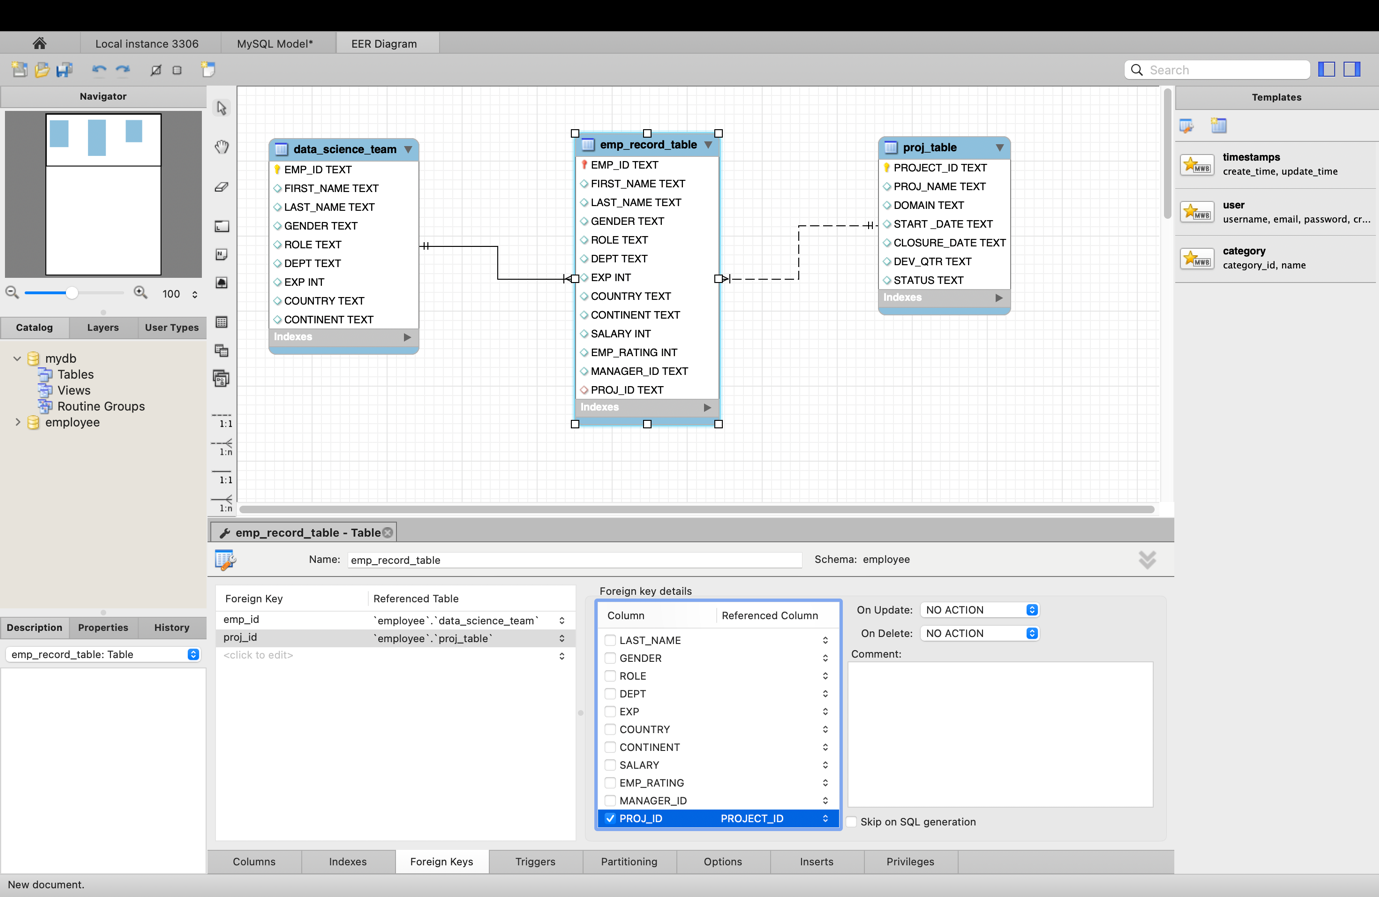 Local instance 3306
MySQL Model*
EER Diagram
Search
Navigator
Templates
timestamps
create_time, update_time
user
username, email, password, cr...
category
category_id, name
100
Catalog
Layers
User Types
mydb
Tables
Views
Routine Groups
employee
1:1
1:n
1:1
1:n
data_science_team
EMP_ID TEXT
FIRST_NAME TEXT
LAST_NAME TEXT
GENDER TEXT
ROLE TEXT
DEPT TEXT
EXP INT
COUNTRY TEXT
CONTINENT TEXT
Indexes
emp_record_table
EMP_ID TEXT
FIRST_NAME TEXT
LAST_NAME TEXT
GENDER TEXT
ROLE TEXT
DEPT TEXT
EXP INT
COUNTRY TEXT
CONTINENT TEXT
SALARY INT
EMP_RATING INT
MANAGER_ID TEXT
PROJ_ID TEXT
Indexes
proj_table
PROJECT_ID TEXT
PROJ_NAME TEXT
DOMAIN TEXT
START _DATE TEXT
CLOSURE_DATE TEXT
DEV_QTR TEXT
STATUS TEXT
Indexes
Description
Properties
History
emp_record_table: Table
emp_record_table - Table
Name: emp_record_table
Schema: employee
Foreign Key Referenced Table
emp_id `employee`.`data_science_team`
proj_id `employee`.`proj_table`
<click to edit>
Foreign key details
Column Referenced Column
LAST_NAME
GENDER
ROLE
DEPT
EXP
COUNTRY
CONTINENT
SALARY
EMP_RATING
MANAGER_ID
PROJ_ID PROJECT_ID
On Update: NO ACTION
On Delete: NO ACTION
Comment:
Skip on SQL generation
Columns
Indexes
Foreign Keys
Triggers
Partitioning
Options
Inserts
Privileges
New document.
MWB
MWB
MWB